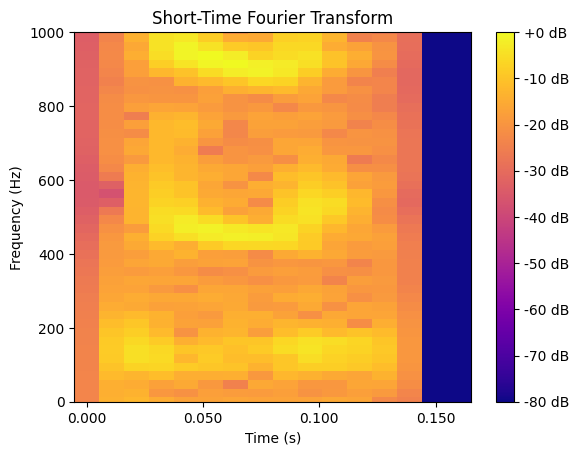 Short-Time Fourier Transform
1000
800
600
400
200
0
Frequency (Hz)
0.000
0.050
0.100
0.150
Time (s)
+0 dB
-10 dB
-20 dB
-30 dB
-40 dB
-50 dB
-60 dB
-70 dB
-80 dB